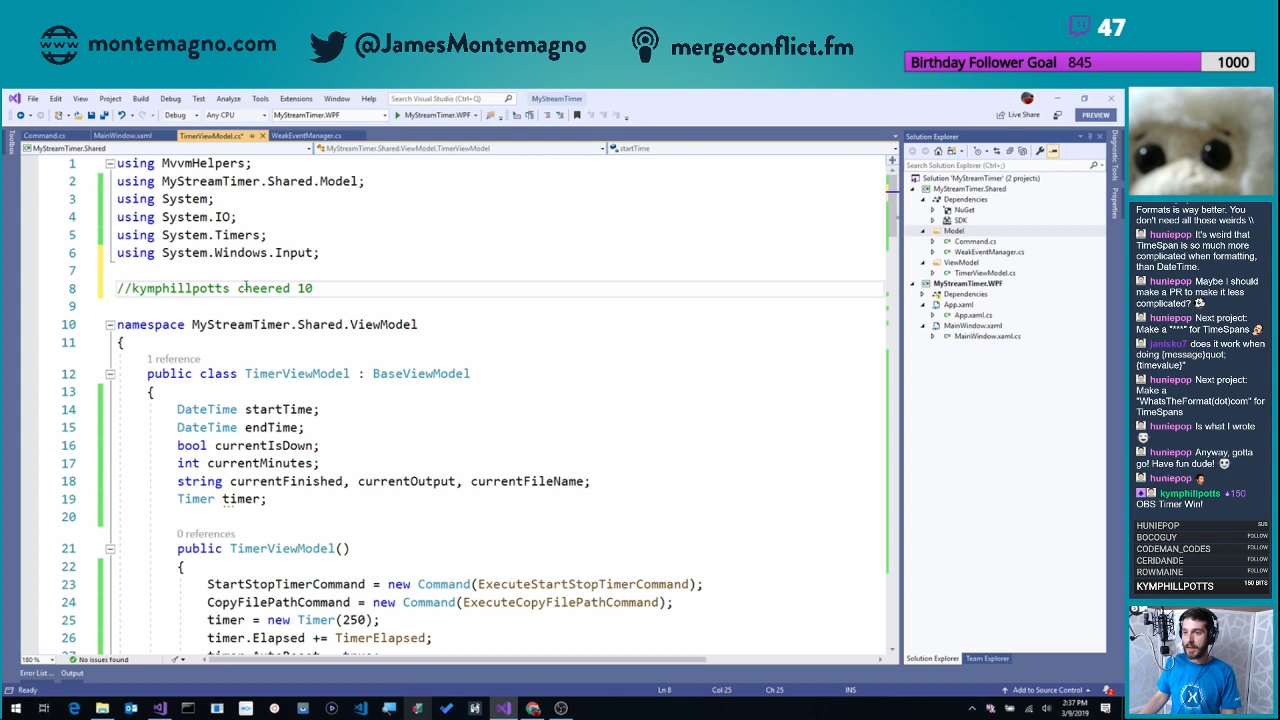 montemagno.com
@JamesMontemagno
mergeconflict.fm
47
Birthday Follower Goal 845 1000
File Edit View Project Build Debug Test Analyze Tools Extensions Window Help Search Visual Studio (Ctrl+Q) MyStreamTimer
Debug Any CPU MyStreamTimer.WPF MyStreamTimer.WPF Live Share PREVIEW
Command.cs MainWindow.xaml TimerViewModel.cs* WeakEventManager.cs
MyStreamTimer.Shared MyStreamTimer.Shared.ViewModel.TimerViewModel startTime
Toolbox
1 using MvvmHelpers;
2 using MyStreamTimer.Shared.Model;
3 using System;
4 using System.IO;
5 using System.Timers;
6 using System.Windows.Input;
7
8 //kymphillpotts cheered 10
9
10 namespace MyStreamTimer.Shared.ViewModel
11 {
1 reference
12 public class TimerViewModel : BaseViewModel
13 {
14 DateTime startTime;
15 DateTime endTime;
16 bool currentIsDown;
17 int currentMinutes;
18 string currentFinished, currentOutput, currentFileName;
19 Timer timer;
20
0 references
21 public TimerViewModel()
22 {
23 StartStopTimerCommand = new Command(ExecuteStartStopTimerCommand);
24 CopyFilePathCommand = new Command(ExecuteCopyFilePathCommand);
25 timer = new Timer(250);
26 timer.Elapsed += TimerElapsed;
180 % No issues found
Error List ... Output
Ready Ln 8 Col 25 Ch 25 INS Add to Source Control
Solution Explorer
Search Solution Explorer (Ctrl+;)
Solution 'MyStreamTimer' (2 projects)
MyStreamTimer.Shared
Dependencies
NuGet
SDK
Model
Command.cs
WeakEventManager.cs
ViewModel
TimerViewModel.cs
MyStreamTimer.WPF
Dependencies
App.xaml
App.xaml.cs
MainWindow.xaml
MainWindow.xaml.cs
Solution Explorer Team Explorer
Diagnostic Tools
Properties
Formats is way better. You
don't need all those weirds \\
huniepop It's weird that
TimeSpan is so much more
complicated when formatting,
than DateTime.
huniepop Maybe I should
make a PR to make it less
complicated?
huniepop Next project:
Make a "***" for TimeSpans
janisku7 does it work when
doing {message}quot;
{timevalue}"
huniepop Next project:
Make a
"WhatsTheFormat(dot)com" for
TimeSpans
huniepop Is what I wrote
huniepop Anyway, gotta
go! Have fun dude!
huniepop
kymphillpotts 150
OBS Timer Win!
HUNIEPOP SUB
BOCOGUY FOLLOW
CODEMAN_CODES FOLLOW
CERIDANDE FOLLOW
ROWMAINE FOLLOW
KYMPHILLPOTTS 150 BITS
2:37 PM
3/9/2019